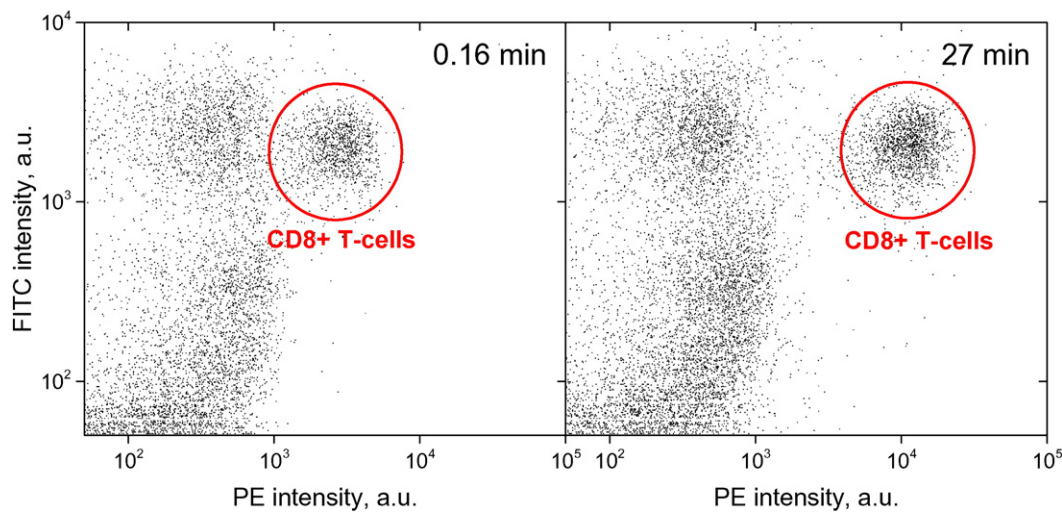 10⁴
0.16 min
27 min
10³
CD8+ T-cells
CD8+ T-cells
FITC intensity, a.u.
10²
10² 10³ 10⁴ 10⁵ 10² 10³ 10⁴ 10⁵
PE intensity, a.u.
PE intensity, a.u.